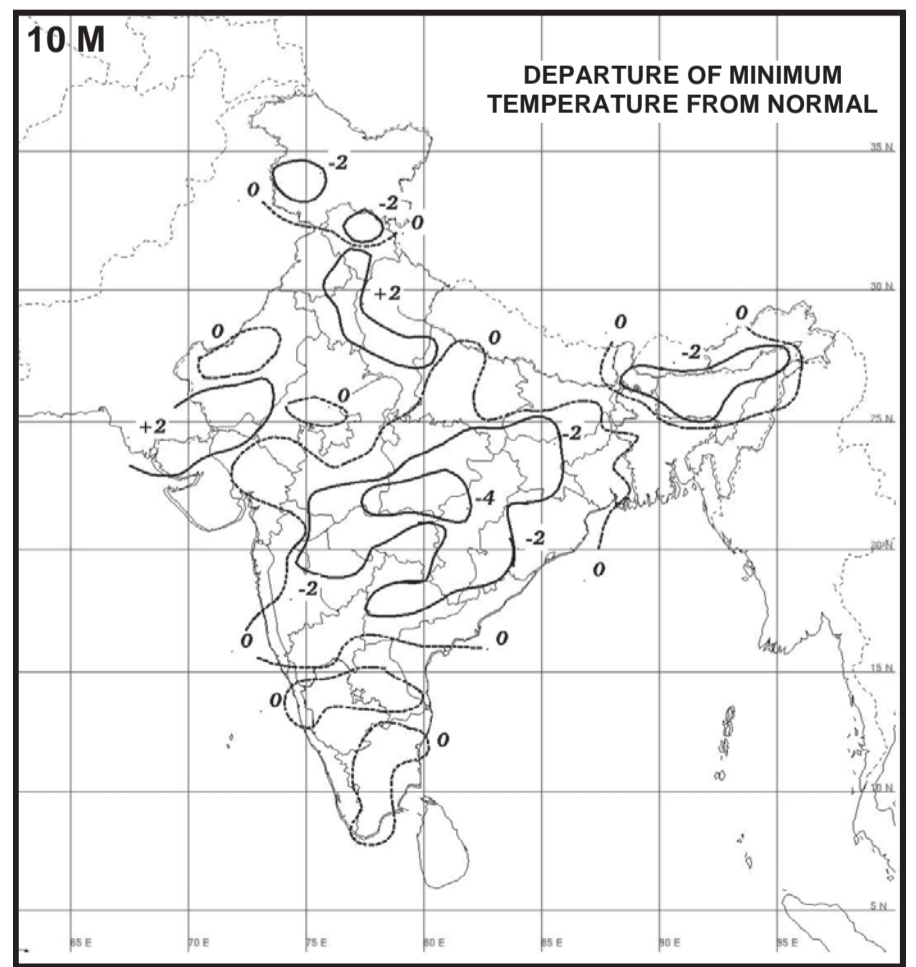 10 M
DEPARTURE OF MINIMUM
TEMPERATURE FROM NORMAL
35 N
-2
0
-2
0
30 N
+2
0
0
0
0
-2
0
+2
25 N
-2
-4
-2
20 N
0
-2
0
0
15 N
0
0
10 N
5 N
65 E
70 E
75 E
80 E
85 E
90 E
95 E